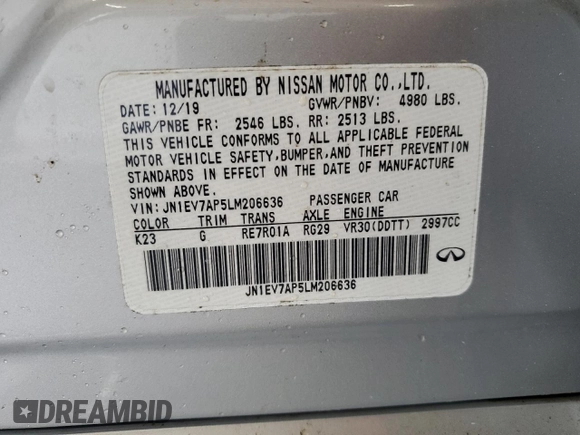 MANUFACTURED BY NISSAN MOTOR CO.,LTD.
DATE: 12/19 GVWR/PNBV: 4980 LBS.
GAWR/PNBE FR: 2546 LBS. RR: 2513 LBS.
THIS VEHICLE CONFORMS TO ALL APPLICABLE FEDERAL
MOTOR VEHICLE SAFETY,BUMPER,AND THEFT PREVENTION
STANDARDS IN EFFECT ON THE DATE OF MANUFACTURE
SHOWN ABOVE.
VIN: JN1EV7AP5LM206636 PASSENGER CAR
COLOR TRIM TRANS AXLE ENGINE
K23 G RE7R01A RG29 VR30(DDTT) 2997CC
JN1EV7AP5LM206636
DREAMBID